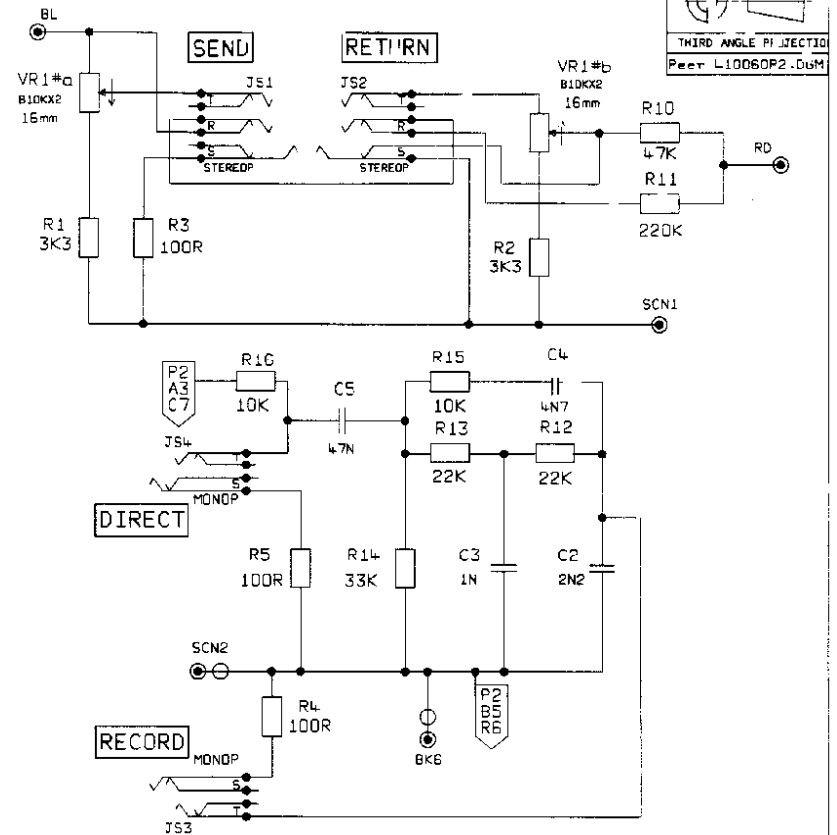 BL
SEND
RETURN
THIRD ANGLE PROJECTIO
Peer L10060P2.DGM
VR1#a
B10KX2
16mm
JS1
JS2
VR1#b
B10KX2
16mm
T
T
R
R
S
S
STEREOP
STEREOP
R10
47K
RD
R11
220K
R1
3K3
R3
100R
R2
3K3
SCN1
P2
A3
C7
R16
10K
C5
47N
R15
10K
C4
4N7
R13
22K
R12
22K
JS4
T
S
MONOP
DIRECT
R5
100R
R14
33K
C3
1N
C2
2N2
SCN2
R4
100R
P2
B5
R6
BK6
RECORD
MONOP
S
T
JS3